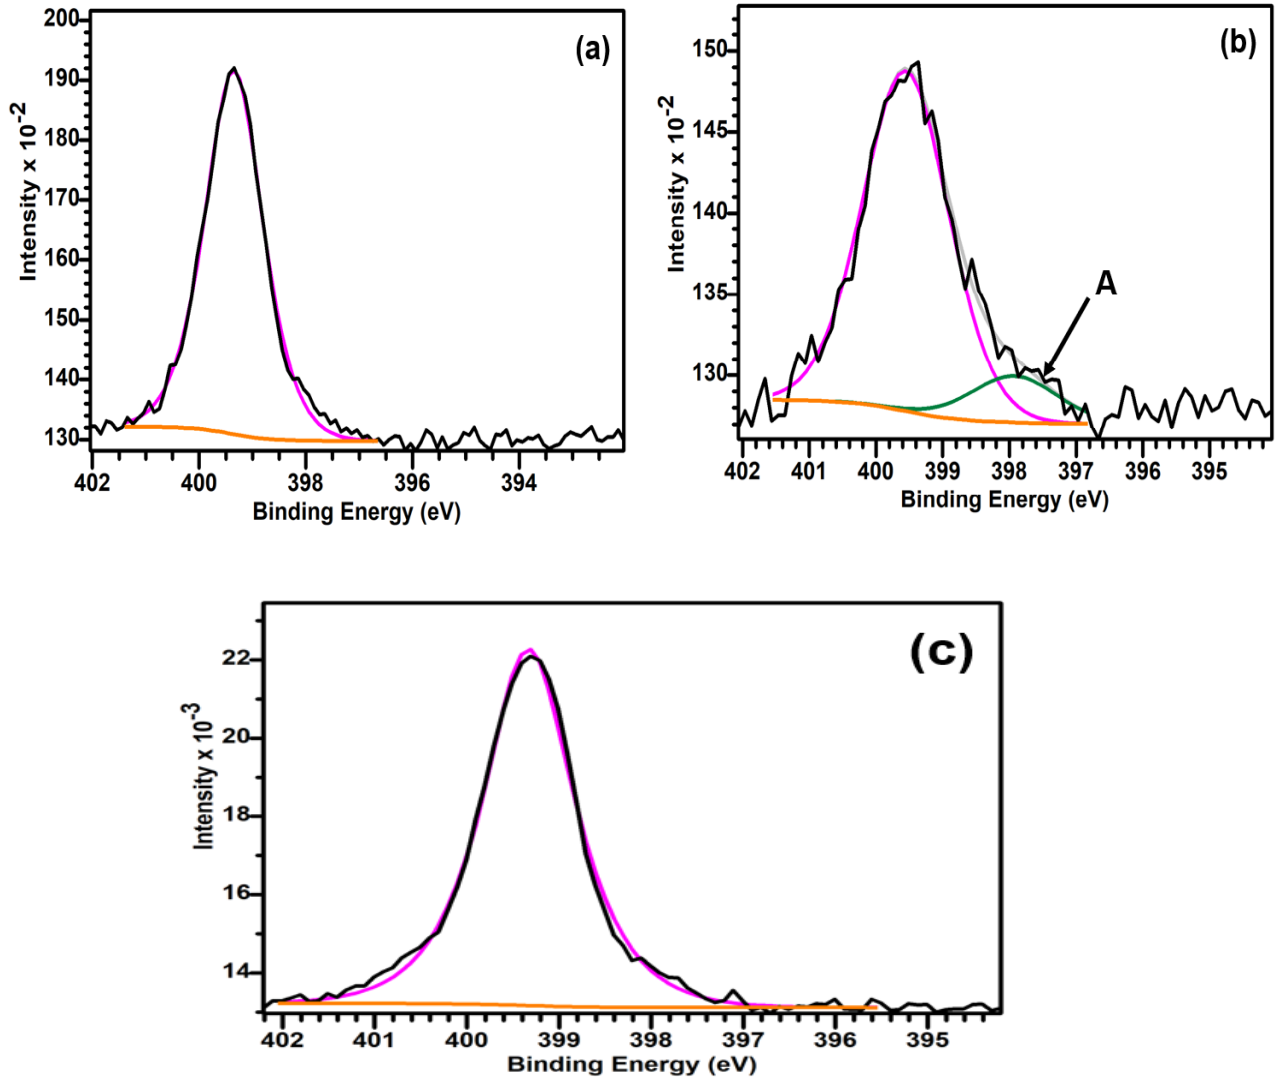 (a)
200
190
180
170
160
150
140
130
Intensity x 10-2
402 400 398 396 394
Binding Energy (eV)
(b)
150
145
140
135
130
Intensity x 10-2
A
402 401 400 399 398 397 396 395
Binding Energy (eV)
(c)
22
20
18
16
14
Intensity x 10-3
402 401 400 399 398 397 396 395
Binding Energy (eV)